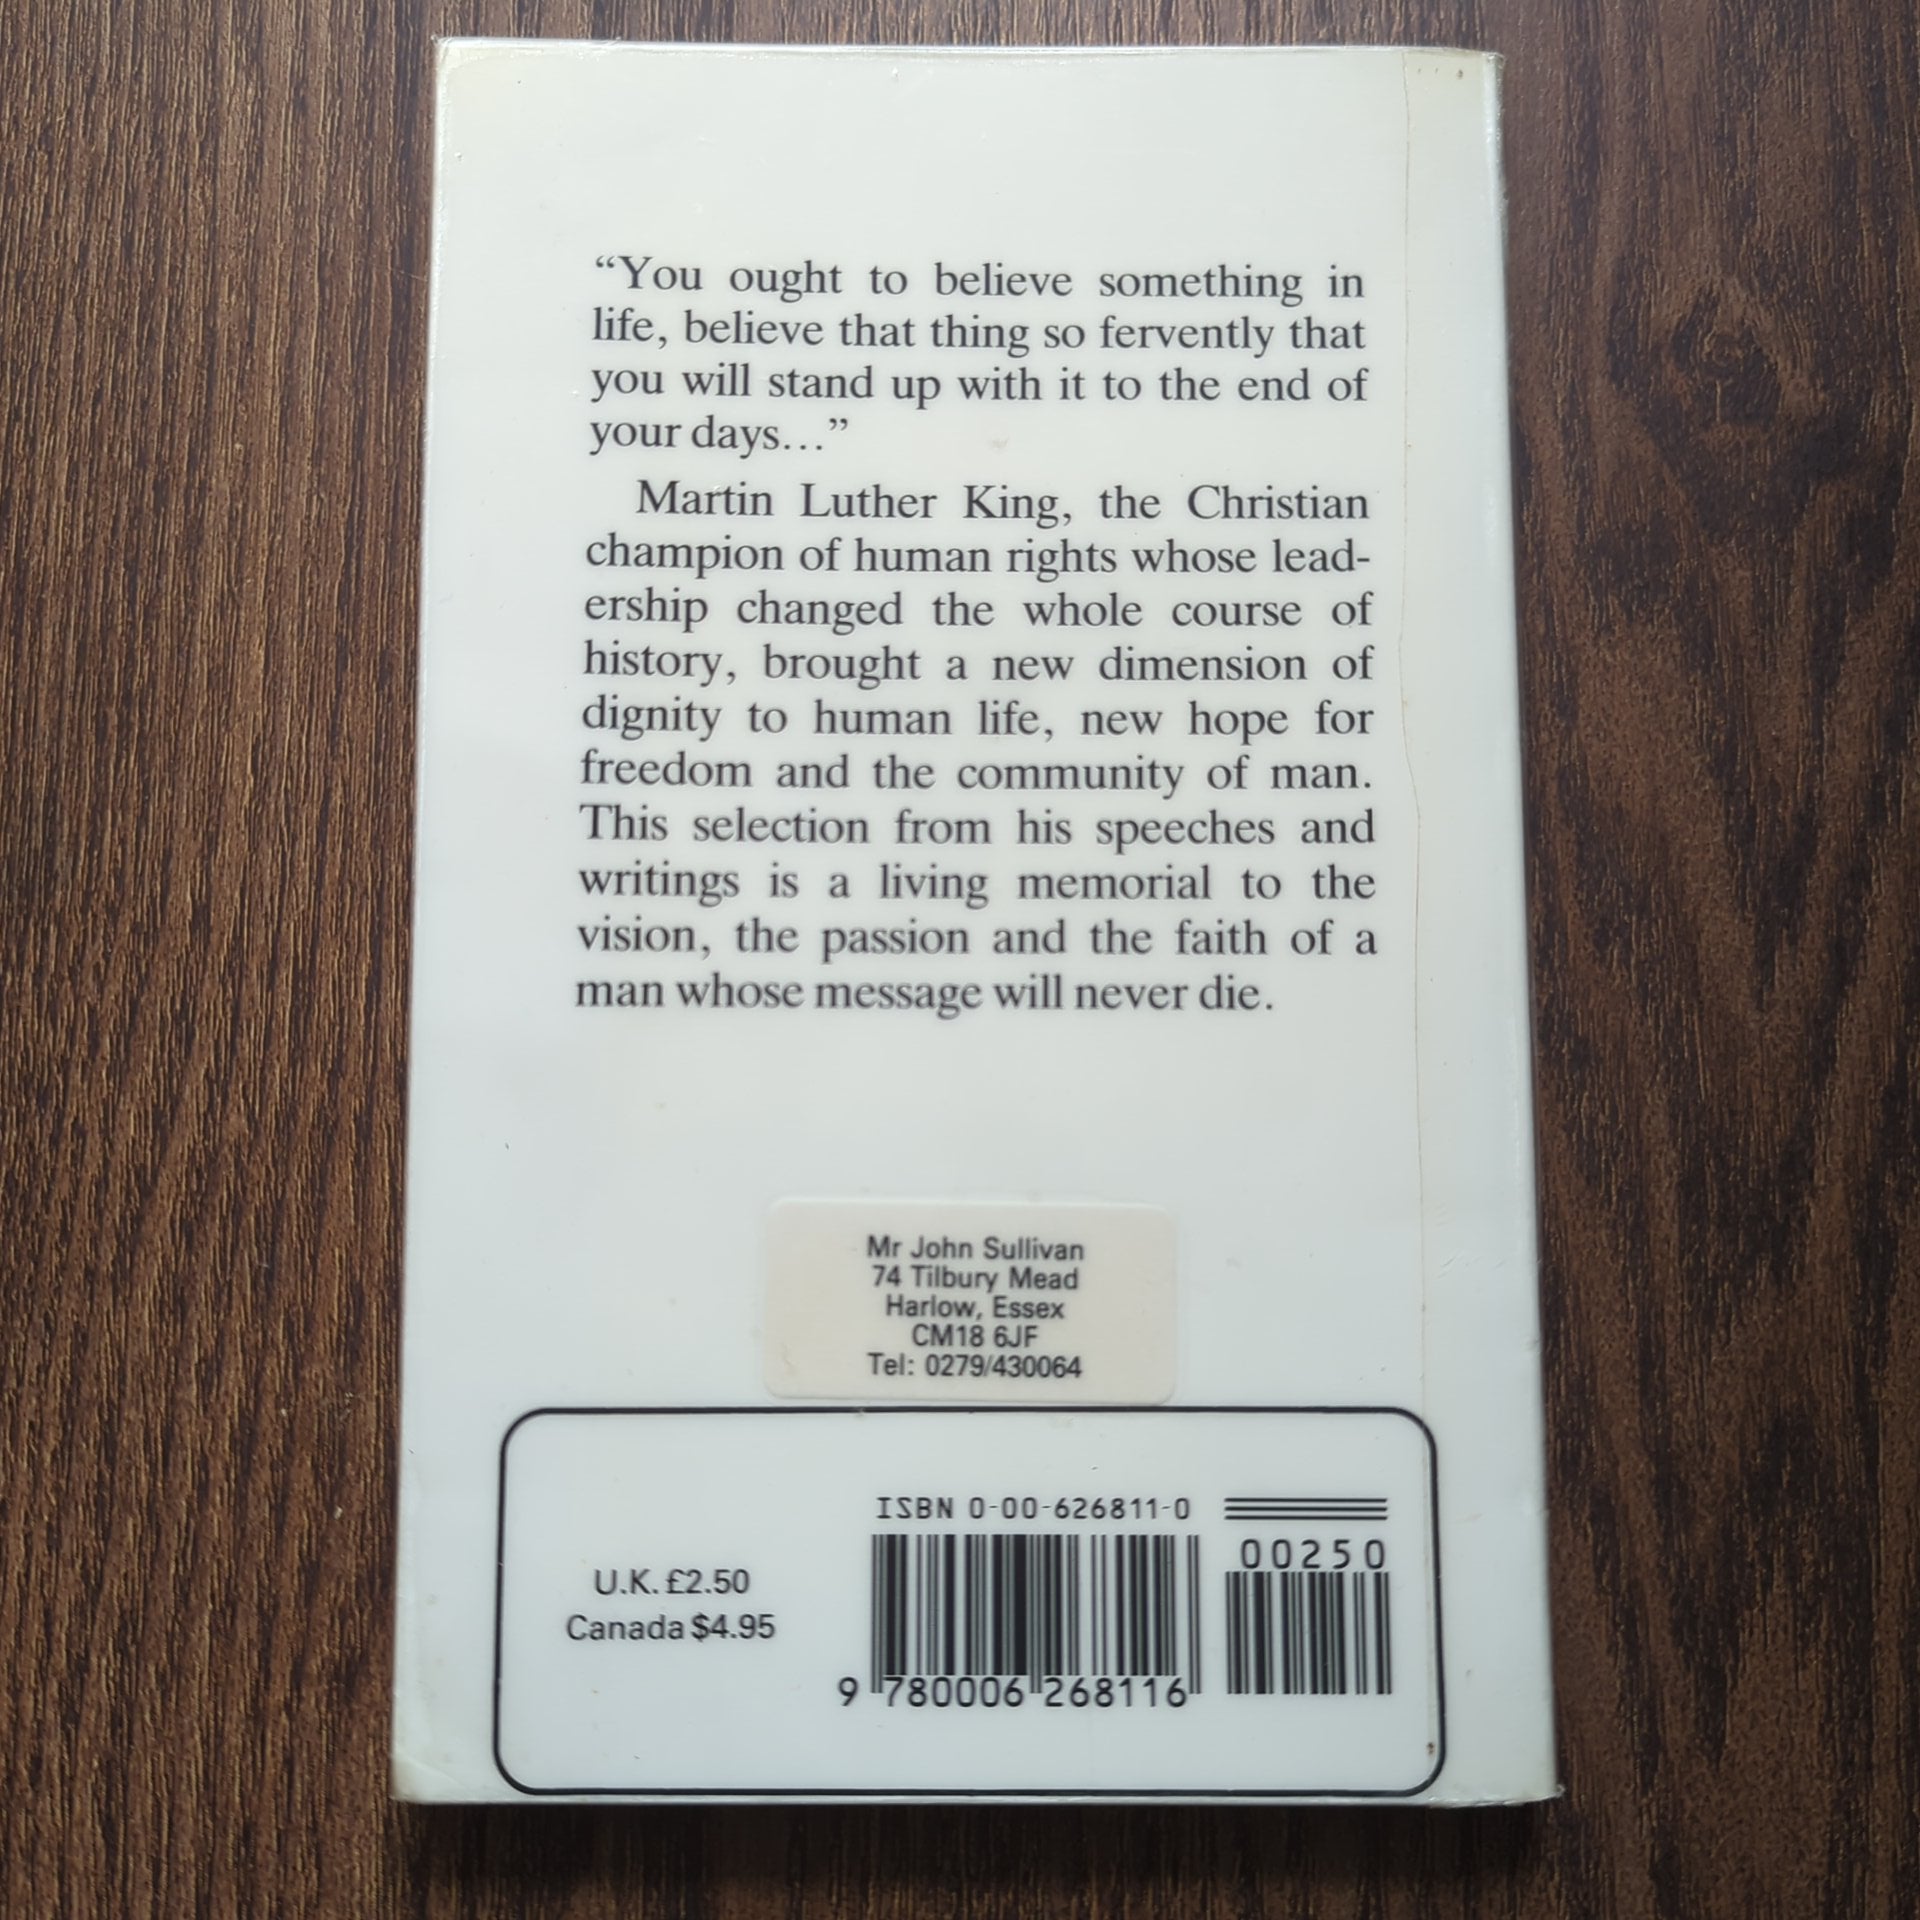 “You ought to believe something in
life, believe that thing so fervently that
you will stand up with it to the end of
your days...”
Martin Luther King, the Christian
champion of human rights whose lead-
ership changed the whole course of
history, brought a new dimension of
dignity to human life, new hope for
freedom and the community of man.
This selection from his speeches and
writings is a living memorial to the
vision, the passion and the faith of a
man whose message will never die.
Mr John Sullivan
74 Tilbury Mead
Harlow, Essex
CM18 6JF
Tel: 0279/430064
U.K. £2.50
Canada $4.95
ISBN 0-00-626811-0
00250
9 780006 268116